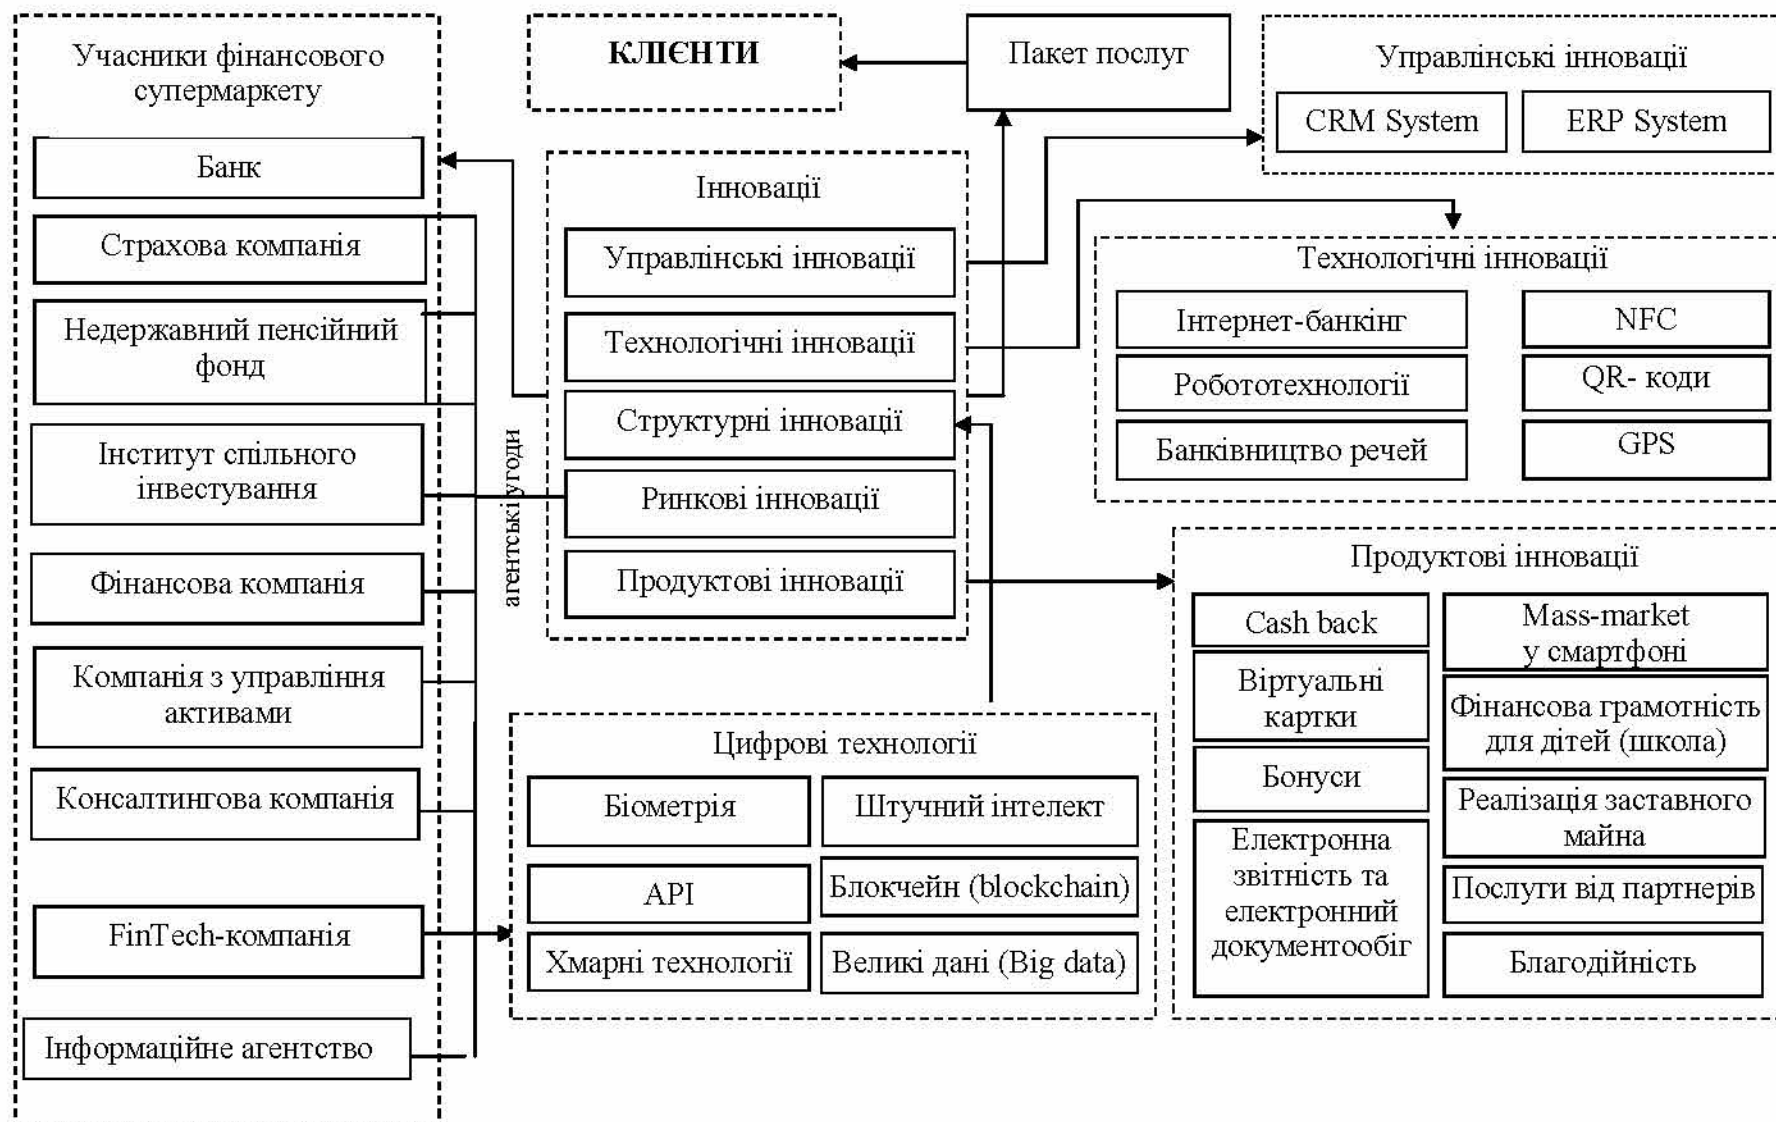 Учасники фінансового
супермаркету
Банк
Страхова компанія
Недержавний пенсійний
фонд
Інститут спільного
інвестування
Фінансова компанія
Компанія з управління
активами
Консалтингова компанія
FinTech-компанія
Інформаційне агентство
агентські угоди
КЛІЄНТИ
Пакет послуг
Інновації
Управлінські інновації
Технологічні інновації
Структурні інновації
Ринкові інновації
Продуктові інновації
Цифрові технології
Біометрія
Штучний інтелект
API
Блокчейн (blockchain)
Хмарні технології
Великі дані (Big data)
Управлінські інновації
CRM System
ERP System
Технологічні інновації
Інтернет-банкінг
NFC
Робототехнології
QR- коди
Банківництво речей
GPS
Продуктові інновації
Cash back
Віртуальні
картки
Бонуси
Електронна
звітність та
електронний
документообіг
Mass-market
у смартфоні
Фінансова грамотність
для дітей (школа)
Реалізація заставного
майна
Послуги від партнерів
Благодійність